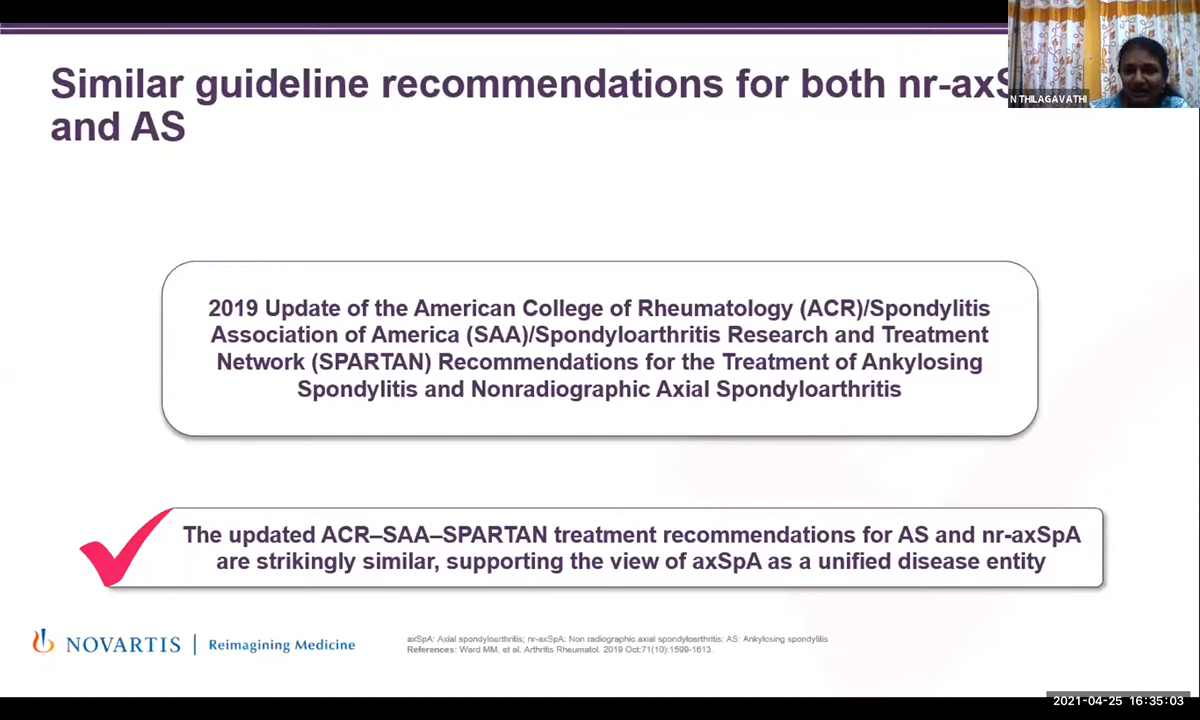 Similar guideline recommendations for both nr-axS
and AS
N THILAGAVATHI
2019 Update of the American College of Rheumatology (ACR)/Spondylitis
Association of America (SAA)/Spondyloarthritis Research and Treatment
Network (SPARTAN) Recommendations for the Treatment of Ankylosing
Spondylitis and Nonradiographic Axial Spondyloarthritis
The updated ACR–SAA–SPARTAN treatment recommendations for AS and nr-axSpA
are strikingly similar, supporting the view of axSpA as a unified disease entity
NOVARTIS | Reimagining Medicine
axSpA: Axial spondyloarthritis; nr-axSpA: Non radiographic axial spondyloarthritis; AS: Ankylosing spondylitis
References: Ward MM, et al. Arthritis Rheumatol. 2019 Oct;71(10):1599-1613.
2021-04-25 16:35:03